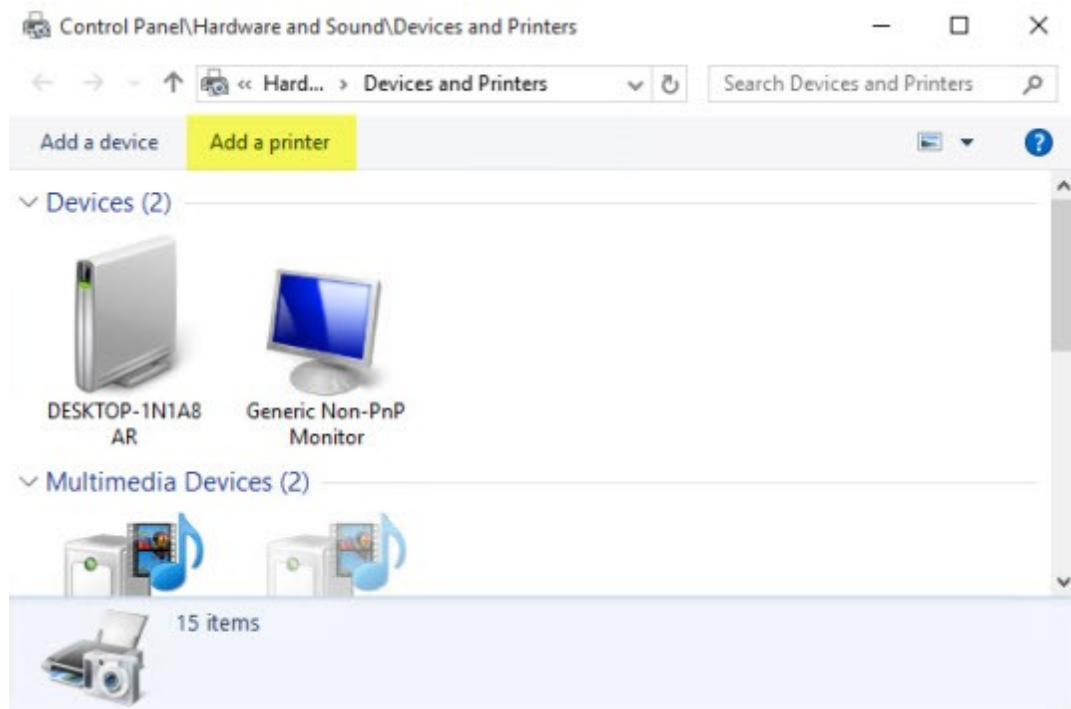 Control Panel\Hardware and Sound\Devices and Printers
« Hard... › Devices and Printers
Search Devices and Printers
Add a device
Add a printer
Devices (2)
DESKTOP-1N1A8
AR
Generic Non-PnP
Monitor
Multimedia Devices (2)
15 items